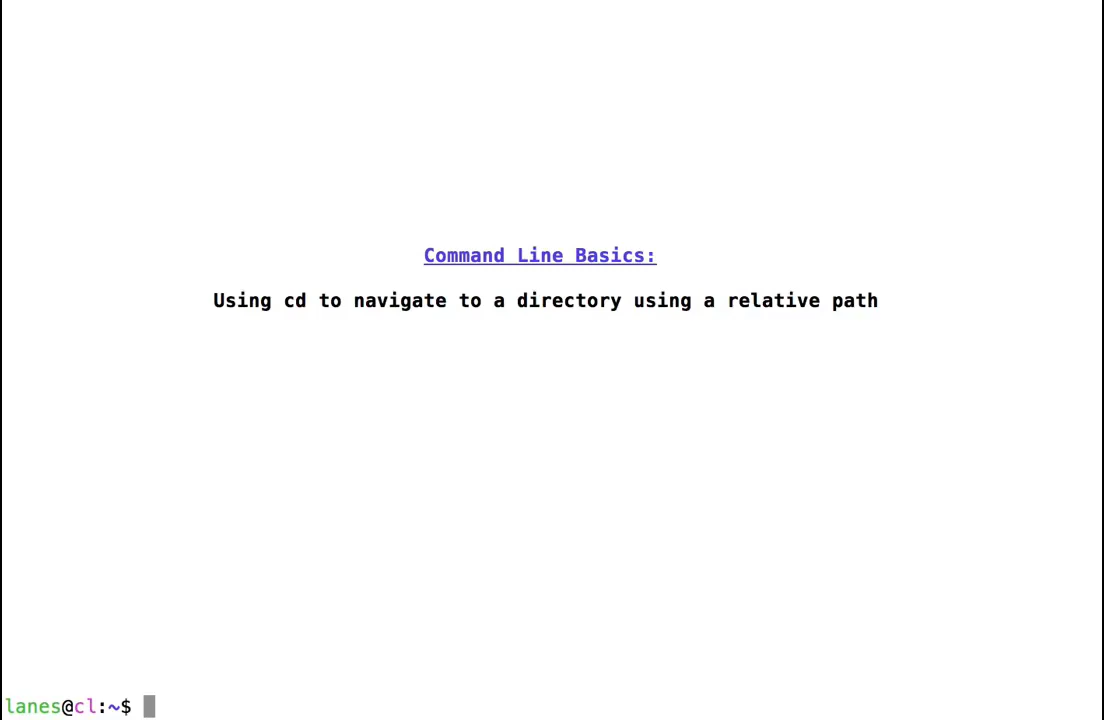 Command Line Basics:
Using cd to navigate to a directory using a relative path
lanes@cl:~$